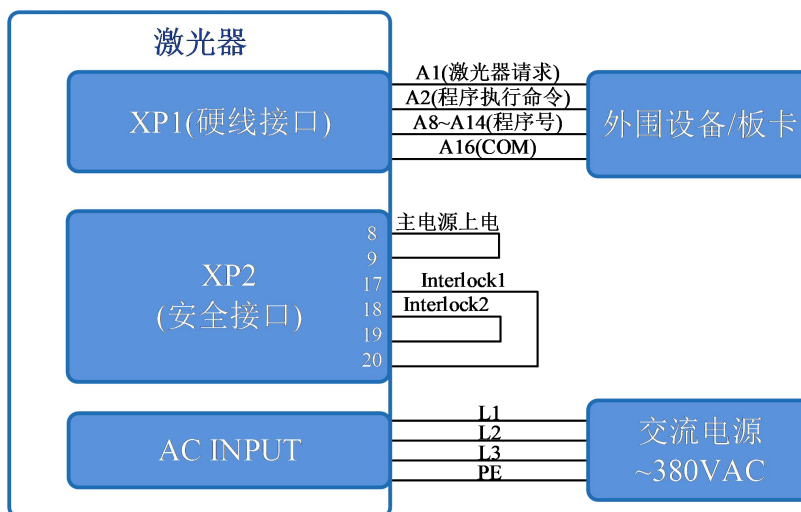 激光器
XP1(硬线接口)
A1(激光器请求)
A2(程序执行命令)
A8~A14(程序号)
A16(COM)
外围设备/板卡
XP2
(安全接口)
8
9
17
18
19
20
主电源上电
Interlock1
Interlock2
AC INPUT
L1
L2
L3
PE
交流电源
~380VAC